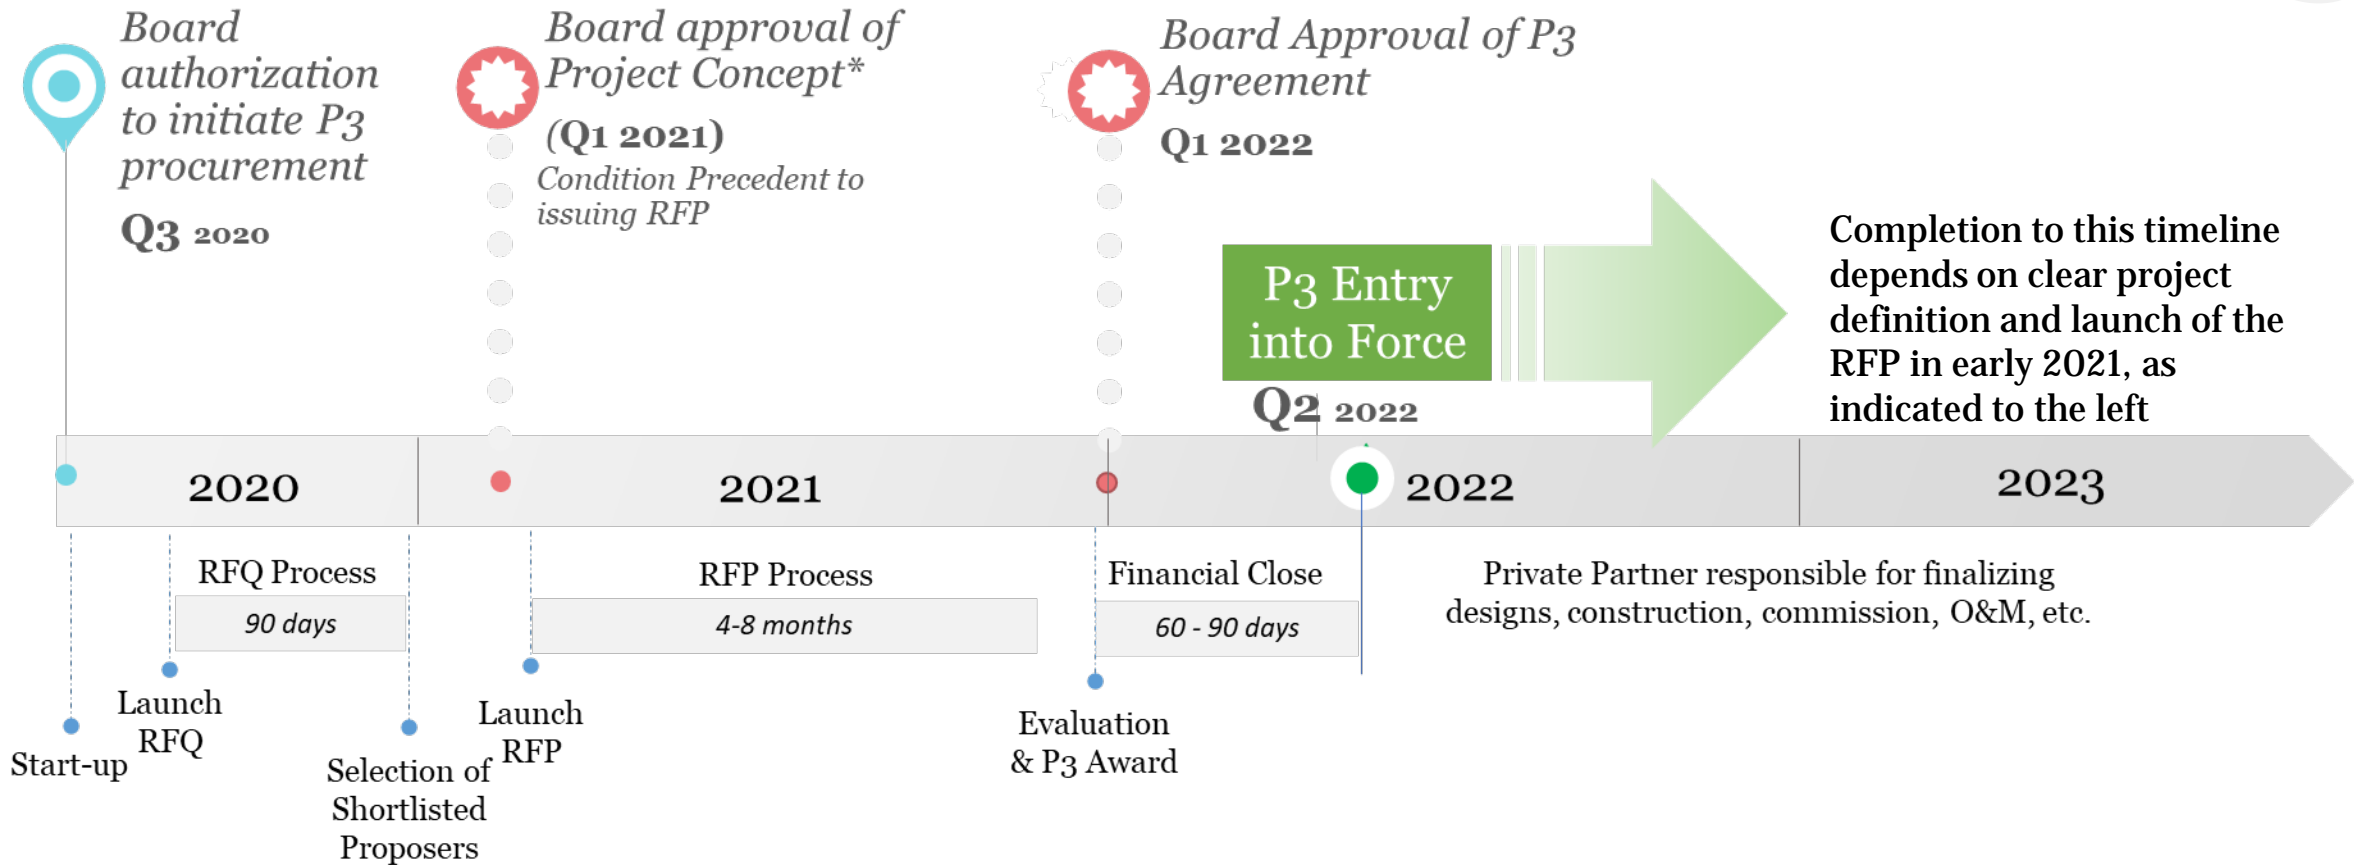 Board
authorization
to initiate P3
procurement
Q3 2020
Board approval of
Project Concept*
(Q1 2021)
Condition Precedent to
issuing RFP
Board Approval of P3
Agreement
Q1 2022
P3 Entry
into Force
Q2 2022
Completion to this timeline
depends on clear project
definition and launch of the
RFP in early 2021, as
indicated to the left
2020
2021
2022
2023
RFQ Process
90 days
RFP Process
4-8 months
Financial Close
60 - 90 days
Private Partner responsible for finalizing
designs, construction, commission, O&M, etc.
Start-up
Launch
RFQ
Selection of
Shortlisted
Proposers
Launch
RFP
Evaluation
& P3 Award